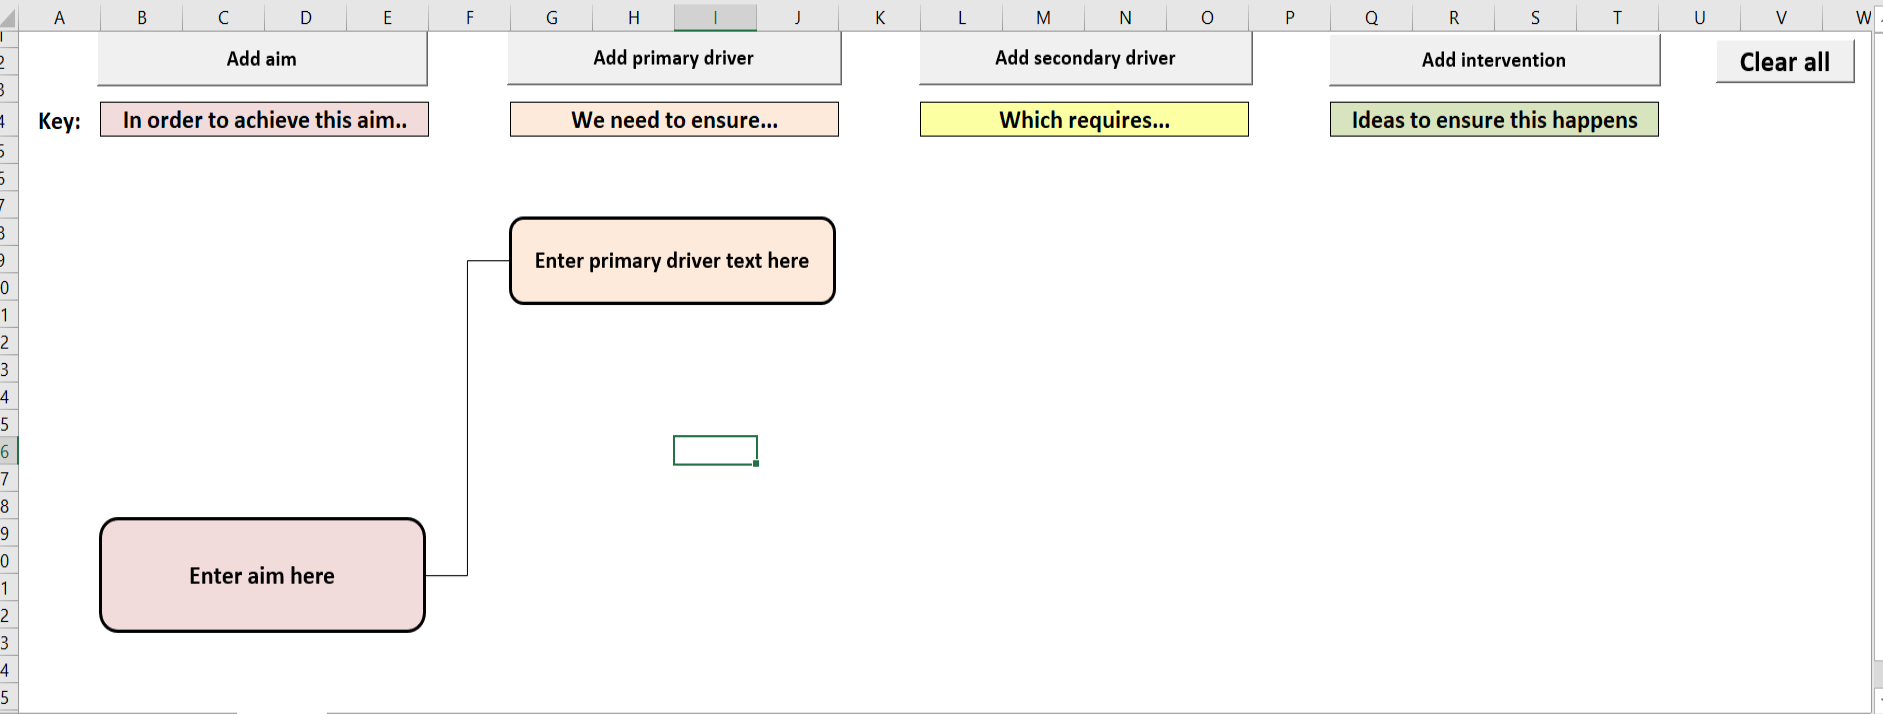 A B C D E F G H I J K L M N O P Q R S T U V W
Add aim Add primary driver Add secondary driver Add intervention Clear all
Key: In order to achieve this aim.. We need to ensure... Which requires... Ideas to ensure this happens
Enter primary driver text here
Enter aim here